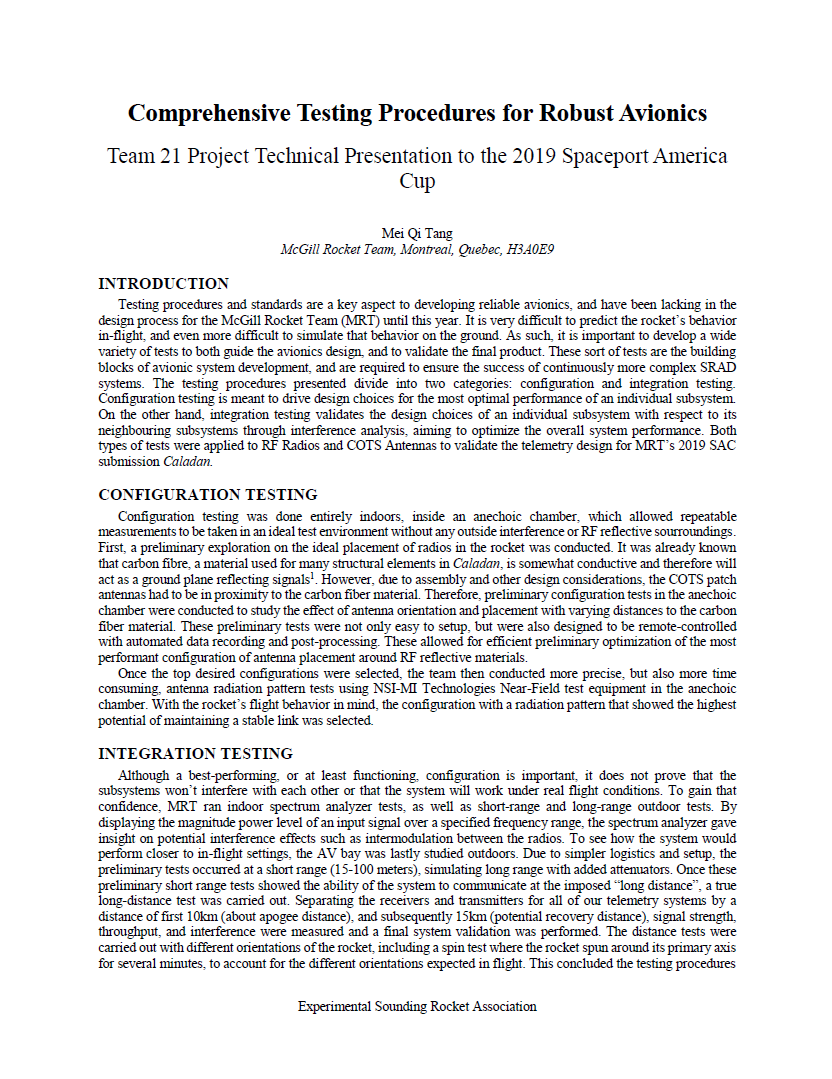 Comprehensive Testing Procedures for Robust Avionics
Team 21 Project Technical Presentation to the 2019 Spaceport America
Cup
Mei Qi Tang
McGill Rocket Team, Montreal, Quebec, H3A0E9
INTRODUCTION
Testing procedures and standards are a key aspect to developing reliable avionics, and have been lacking in the
design process for the McGill Rocket Team (MRT) until this year. It is very difficult to predict the rocket's behavior
in-flight, and even more difficult to simulate that behavior on the ground. As such, it is important to develop a wide
variety of tests to both guide the avionics design, and to validate the final product. These sort of tests are the building
blocks of avionic system development, and are required to ensure the success of continuously more complex SRAD
systems. The testing procedures presented divide into two categories: configuration and integration testing.
Configuration testing is meant to drive design choices for the most optimal performance of an individual subsystem.
On the other hand, integration testing validates the design choices of an individual subsystem with respect to its
neighbouring subsystems through interference analysis, aiming to optimize the overall system performance. Both
types of tests were applied to RF Radios and COTS Antennas to validate the telemetry design for MRT's 2019 SAC
submission Caladan.
CONFIGURATION TESTING
Configuration testing was done entirely indoors, inside an anechoic chamber, which allowed repeatable
measurements to be taken in an ideal test environment without any outside interference or RF reflective sourroundings.
First, a preliminary exploration on the ideal placement of radios in the rocket was conducted. It was already known
that carbon fibre, a material used for many structural elements in Caladan, is somewhat conductive and therefore will
act as a ground plane reflecting signals¹. However, due to assembly and other design considerations, the COTS patch
antennas had to be in proximity to the carbon fiber material. Therefore, preliminary configuration tests in the anechoic
chamber were conducted to study the effect of antenna orientation and placement with varying distances to the carbon
fiber material. These preliminary tests were not only easy to setup, but were also designed to be remote-controlled
with automated data recording and post-processing. These allowed for efficient preliminary optimization of the most
performant configuration of antenna placement around RF reflective materials.
Once the top desired configurations were selected, the team then conducted more precise, but also more time
consuming, antenna radiation pattern tests using NSI-MI Technologies Near-Field test equipment in the anechoic
chamber. With the rocket's flight behavior in mind, the configuration with a radiation pattern that showed the highest
potential of maintaining a stable link was selected.
INTEGRATION TESTING
Although a best-performing, or at least functioning, configuration is important, it does not prove that the
subsystems won't interfere with each other or that the system will work under real flight conditions. To gain that
confidence, MRT ran indoor spectrum analyzer tests, as well as short-range and long-range outdoor tests. By
displaying the magnitude power level of an input signal over a specified frequency range, the spectrum analyzer gave
insight on potential interference effects such as intermodulation between the radios. To see how the system would
perform closer to in-flight settings, the AV bay was lastly studied outdoors. Due to simpler logistics and setup, the
preliminary tests occurred at a short range (15-100 meters), simulating long range with added attenuators. Once these
preliminary short range tests showed the ability of the system to communicate at the imposed “long distance”, a true
long-distance test was carried out. Separating the receivers and transmitters for all of our telemetry systems by a
distance of first 10km (about apogee distance), and subsequently 15km (potential recovery distance), signal strength,
throughput, and interference were measured and a final system validation was performed. The distance tests were
carried out with different orientations of the rocket, including a spin test where the rocket spun around its primary axis
for several minutes, to account for the different orientations expected in flight. This concluded the testing procedures
Experimental Sounding Rocket Association